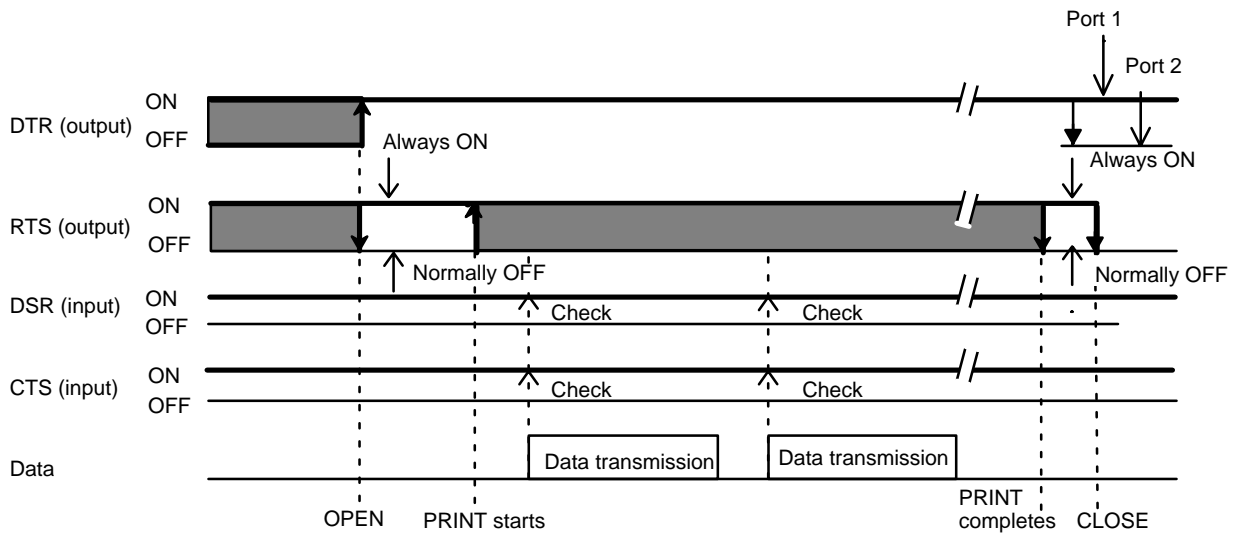 Port 1
Port 2
ON
DTR (output)
OFF
Always ON
Always ON
ON
RTS (output)
OFF
Normally OFF
Normally OFF
ON
DSR (input)
Check
Check
OFF
ON
CTS (input)
Check
Check
OFF
Data
Data transmission
Data transmission
OPEN
PRINT starts
PRINT
completes
CLOSE